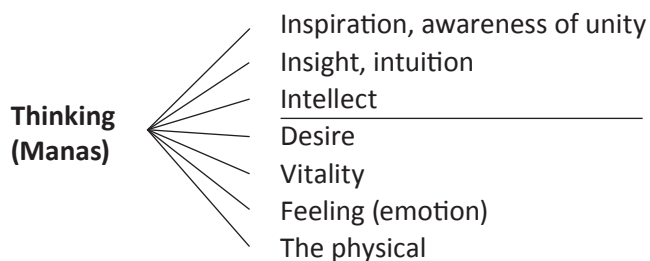 Inspiration, awareness of unity
Insight, intuition
Intellect
Thinking
(Manas)
Desire
Vitality
Feeling (emotion)
The physical